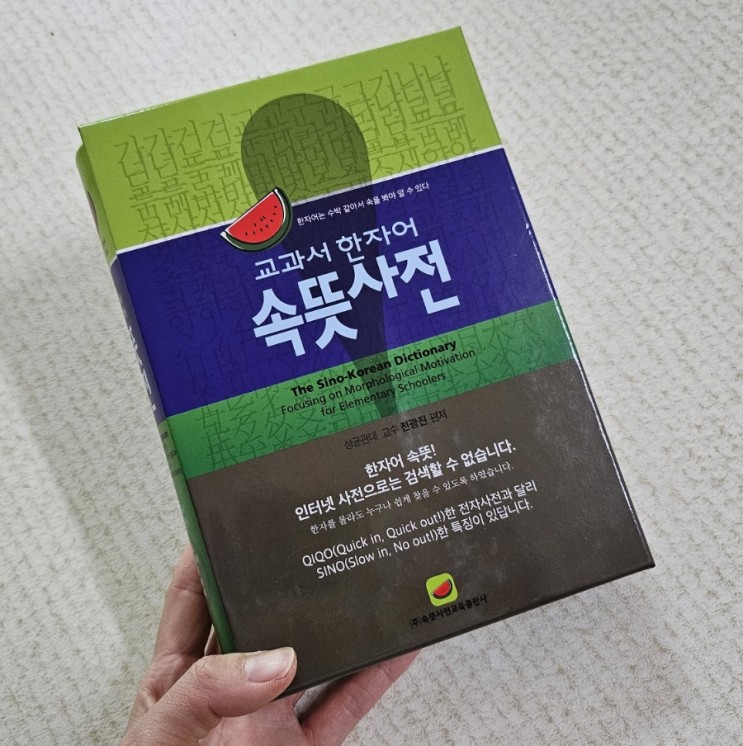 한자어는 수박 같아서 속을 봐야 알 수 있다
교과서 한자어
속뜻사전
The Sino-Korean Dictionary
Focusing on Morphological Motivation
for Elementary Schoolers
성균관대 교수 전광진 편저
한자어 속뜻!
인터넷 사전으로는 검색할 수 없습니다.
한자를 몰라도 누구나 쉽게 찾을 수 있도록 하였습니다.
QIQO(Quick in, Quick out!)한 전자사전과 달리
SINO(Slow in, No out!)한 특징이 있답니다.
(주)속뜻사전교육출판사